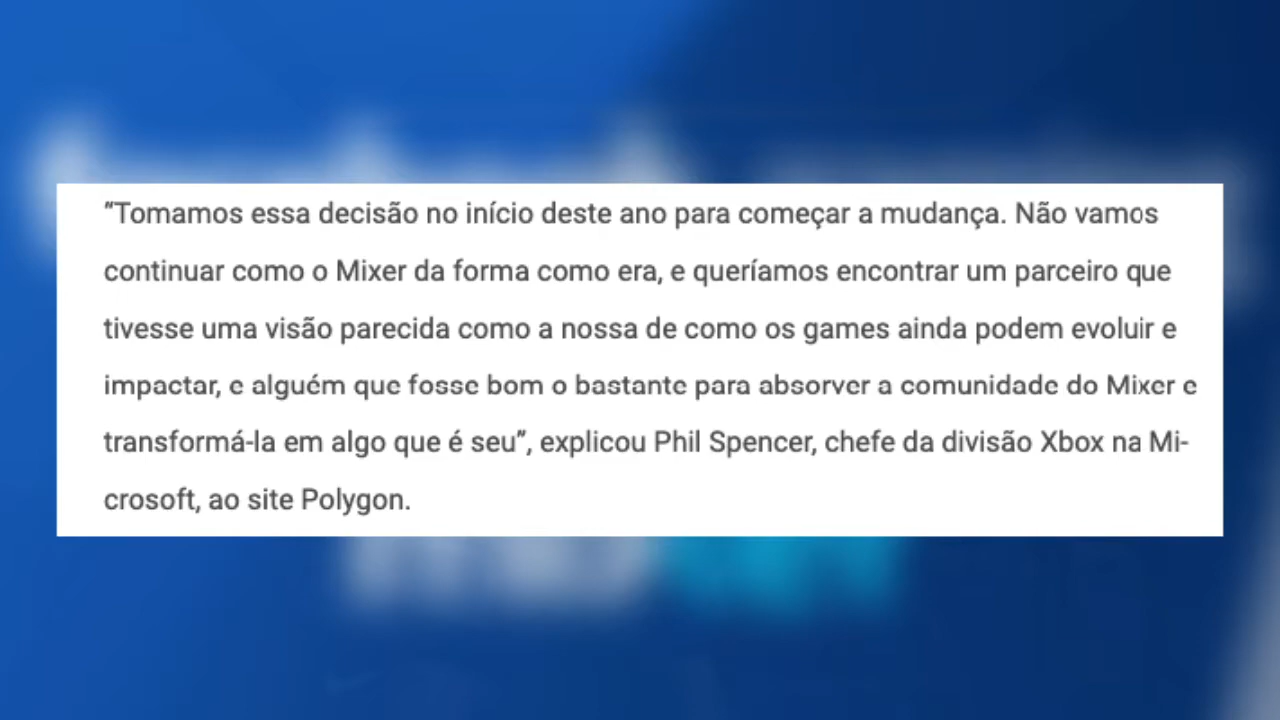 “Tomamos essa decisão no início deste ano para começar a mudança. Não vamos
continuar como o Mixer da forma como era, e queríamos encontrar um parceiro que
tivesse uma visão parecida como a nossa de como os games ainda podem evoluir e
impactar, e alguém que fosse bom o bastante para absorver a comunidade do Mixer e
transformá-la em algo que é seu”, explicou Phil Spencer, chefe da divisão Xbox na Mi-
crosoft, ao site Polygon.